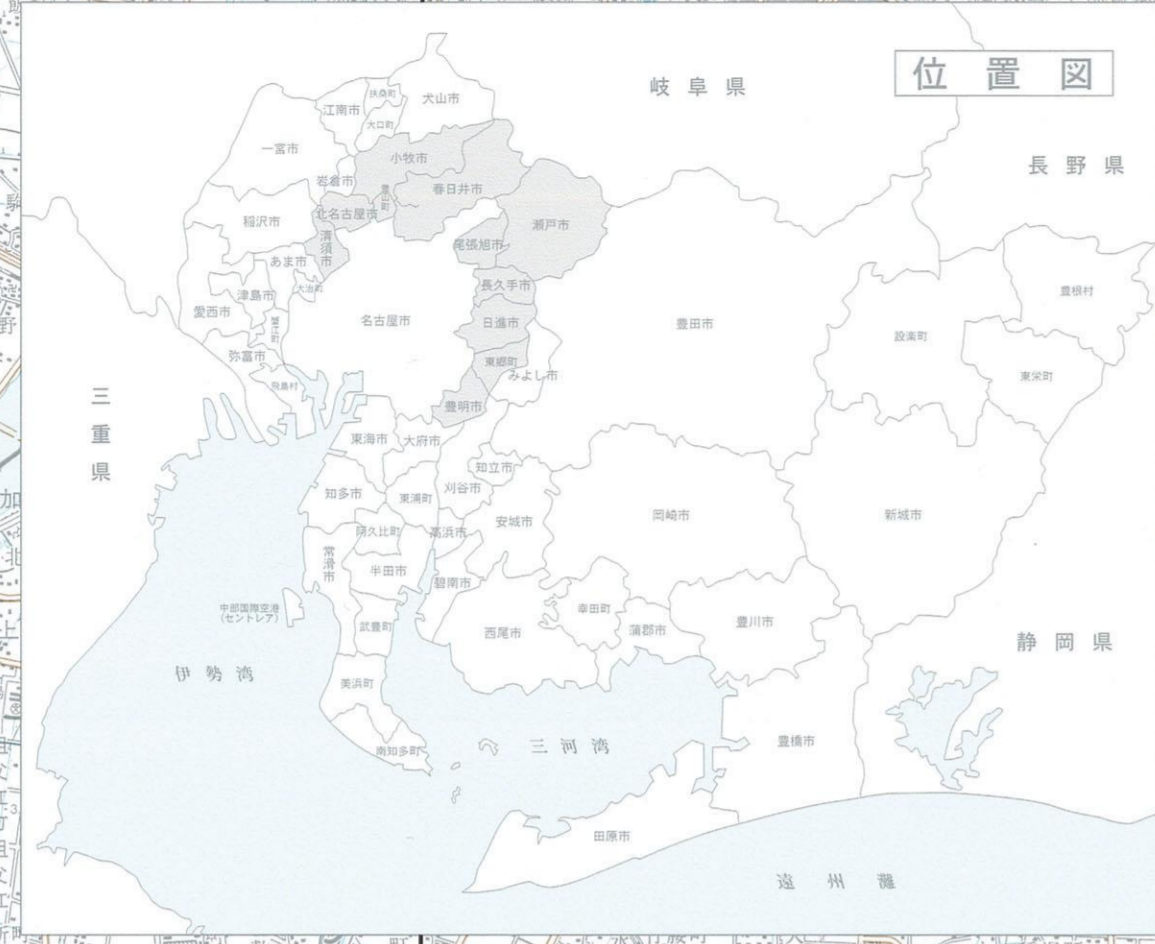 位置図
岐阜県
長野県
三重県
静岡県
犬山市
扶桑町
江南市
大口町
一宮市
小牧市
岩倉市
豊山町
春日井市
北名古屋市
稲沢市
瀬戸市
清須市
尾張旭市
あま市
長久手市
大治町
津島市
愛西市
蟹江町
名古屋市
日進市
豊田市
設楽町
豊根村
弥富市
東郷町
みよし市
東栄町
飛島村
豊明市
東海市
大府市
知立市
知多市
東浦町
刈谷市
安城市
岡崎市
新城市
阿久比町
高浜市
常滑市
半田市
碧南市
中部国際空港
(セントレア)
武豊町
西尾市
幸田町
蒲郡市
豊川市
伊勢湾
美浜町
南知多町
三河湾
豊橋市
田原市
遠州灘